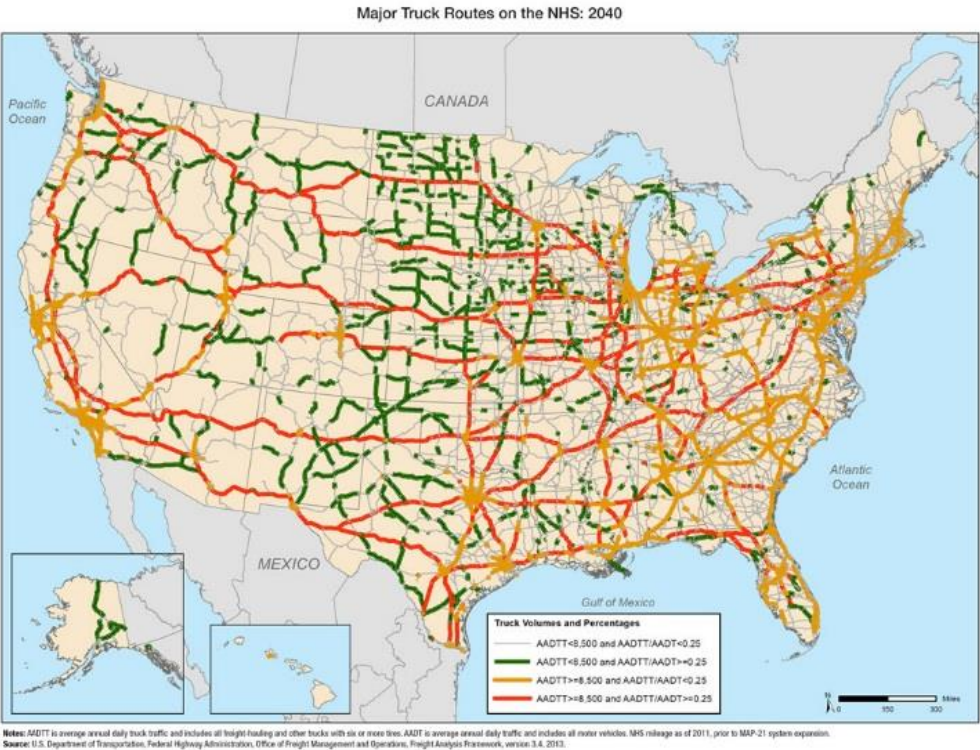 Major Truck Routes on the NHS: 2040
Pacific
Ocean
CANADA
Atlantic
Ocean
MEXICO
Gulf of Mexico
Truck Volumes and Percentages
AADTT<8,500 and AADTT/AADT<0.25
AADTT<8,500 and AADTT/AADT>=0.25
AADTT>=8,500 and AADTT/AADT<0.25
AADTT>=8,500 and AADTT/AADT>=0.25
N
Miles
0 150 300
Notes: AADTT is average annual daily truck traffic and includes all freight-hauling and other trucks with six or more tires. AADT is average annual daily traffic and includes all motor vehicles. NHS mileage as of 2011, prior to MAP-21 system expansion.
Source: U.S. Department of Transportation, Federal Highway Administration, Office of Freight Management and Operations, Freight Analysis Framework, version 3.4, 2013.